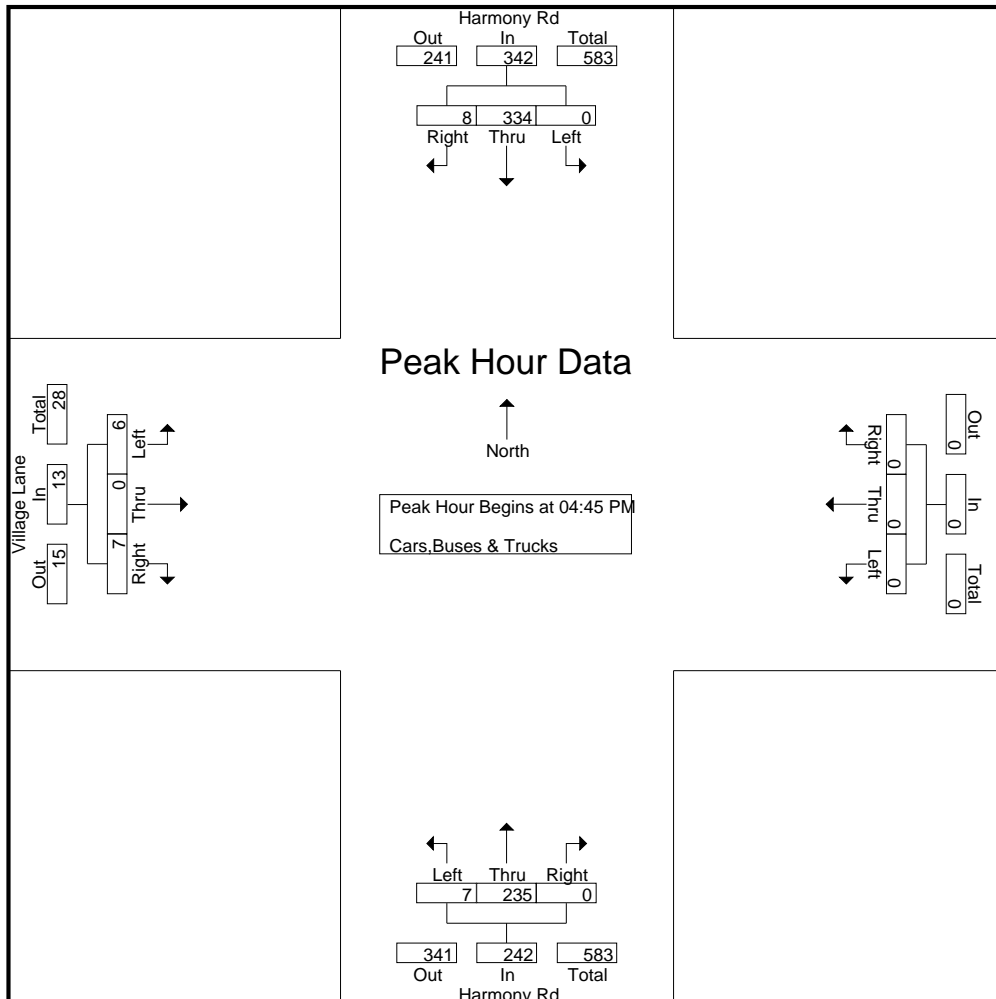 Harmony Rd
Out In Total
241 342 583
8 334 0
Right Thru Left
Peak Hour Data
North
Peak Hour Begins at 04:45 PM
Cars,Buses & Trucks
Village Lane
Out In Total
15 13 28
6 0 7
Left Thru Right
Right Thru Left
0 0 0
Out In Total
0 0 0
Left Thru Right
7 235 0
341 242 583
Out In Total
Harmony Rd